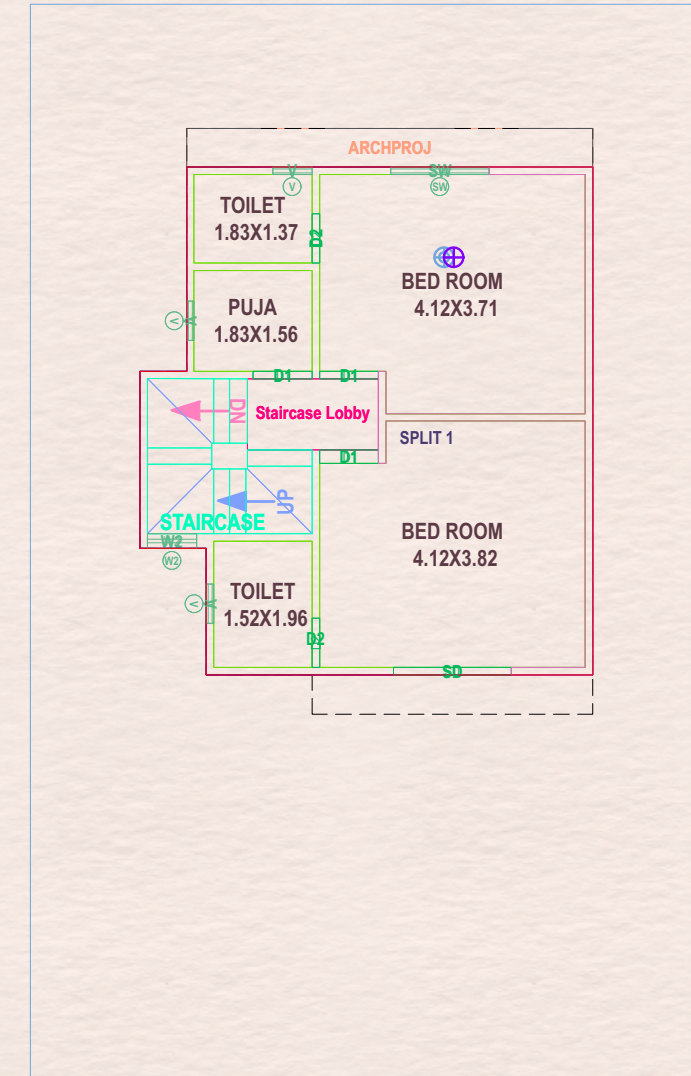 ARCHPROJ
V
SW
V
SW
TOILET
1.83X1.37
D2
BED ROOM
4.12X3.71
PUJA
1.83X1.56
V
V
D1
D1
DN
Staircase Lobby
SPLIT 1
D1
UP
STAIRCASE
W2
W2
BED ROOM
4.12X3.82
TOILET
1.52X1.96
V
V
D2
SD